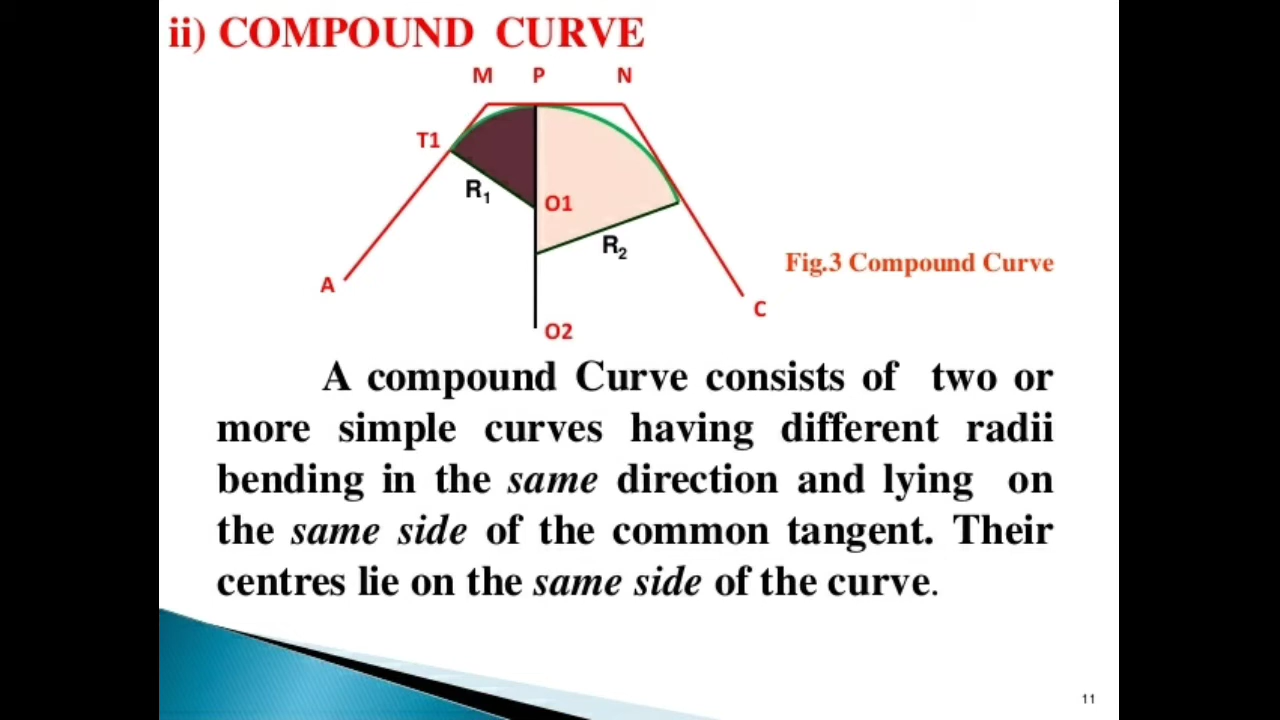 ii) COMPOUND CURVE
M P N
T1
R1
O1
R2
A
Fig.3 Compound Curve
C
O2
A compound Curve consists of two or
more simple curves having different radii
bending in the same direction and lying on
the same side of the common tangent. Their
centres lie on the same side of the curve.
11